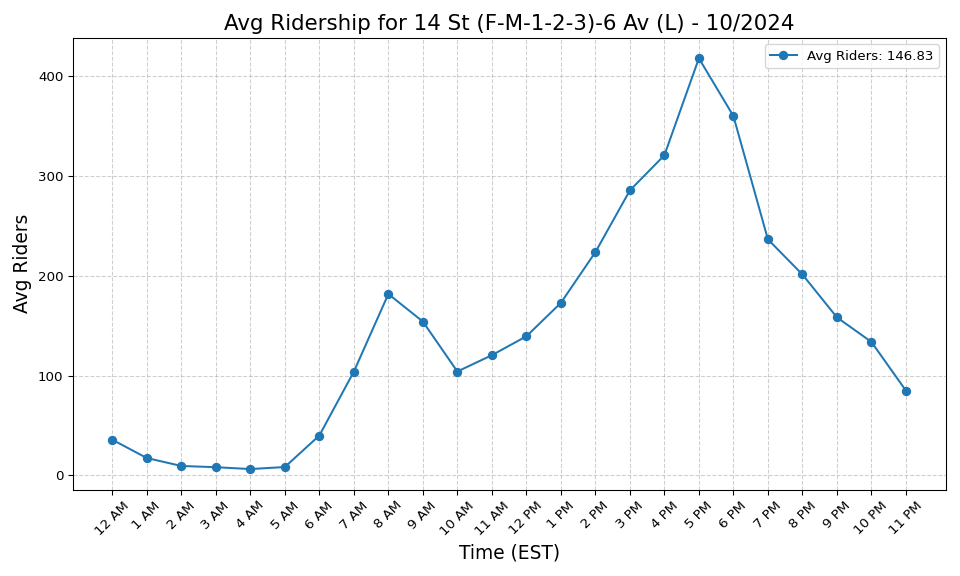 Avg Ridership for 14 St (F-M-1-2-3)-6 Av (L) - 10/2024
Avg Riders: 146.83
Avg Riders
400
300
200
100
0
12 AM 1 AM 2 AM 3 AM 4 AM 5 AM 6 AM 7 AM 8 AM 9 AM 10 AM 11 AM 12 PM 1 PM 2 PM 3 PM 4 PM 5 PM 6 PM 7 PM 8 PM 9 PM 10 PM 11 PM
Time (EST)